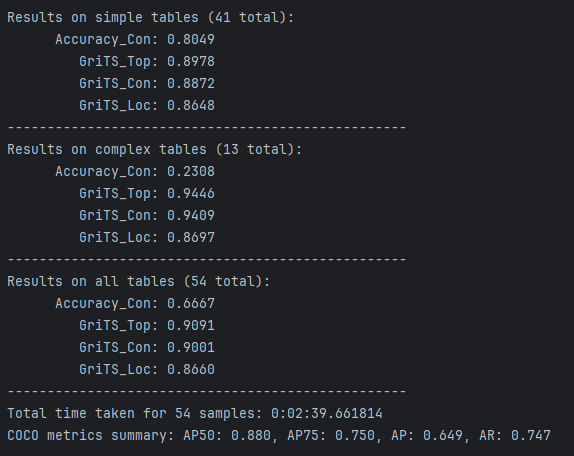 Results on simple tables (41 total):
      Accuracy_Con: 0.8049
         GriTS_Top: 0.8978
         GriTS_Con: 0.8872
         GriTS_Loc: 0.8648
--------------------------------------------------
Results on complex tables (13 total):
      Accuracy_Con: 0.2308
         GriTS_Top: 0.9446
         GriTS_Con: 0.9409
         GriTS_Loc: 0.8697
--------------------------------------------------
Results on all tables (54 total):
      Accuracy_Con: 0.6667
         GriTS_Top: 0.9091
         GriTS_Con: 0.9001
         GriTS_Loc: 0.8660
--------------------------------------------------
Total time taken for 54 samples: 0:02:39.661814
COCO metrics summary: AP50: 0.880, AP75: 0.750, AP: 0.649, AR: 0.747